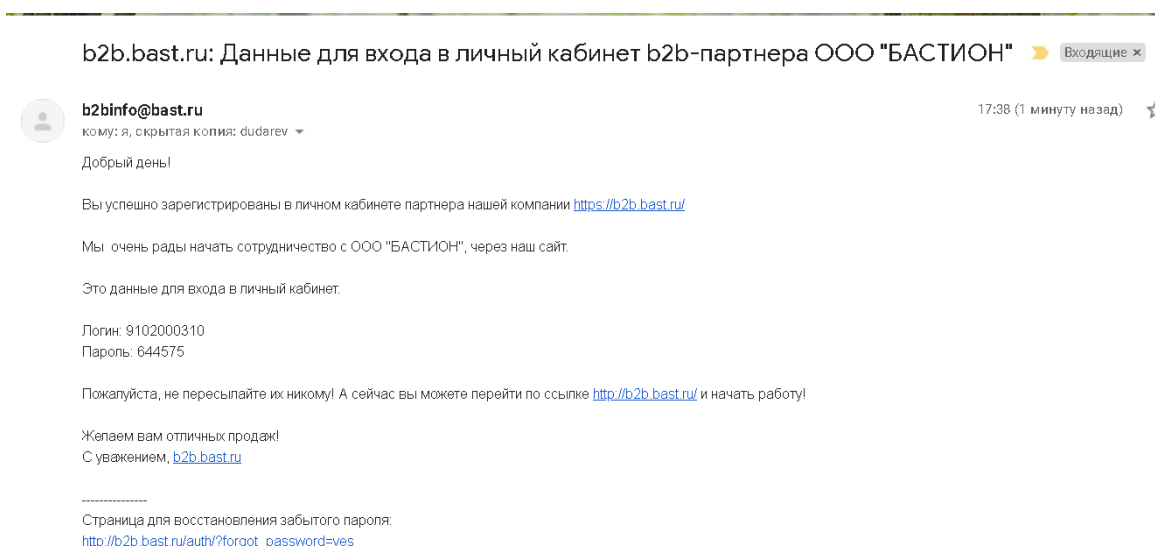 b2b.bast.ru: Данные для входа в личный кабинет b2b-партнера ООО "БАСТИОН" Входящие ×
b2binfo@bast.ru 17:38 (1 минуту назад)
кому: я, скрытая копия: dudarev
Добрый день!
Вы успешно зарегистрированы в личном кабинете партнера нашей компании https://b2b.bast.ru/
Мы очень рады начать сотрудничество с ООО "БАСТИОН", через наш сайт.
Это данные для входа в личный кабинет.
Логин: 9102000310
Пароль: 644575
Пожалуйста, не пересылайте их никому! А сейчас вы можете перейти по ссылке http://b2b.bast.ru/ и начать работу!
Желаем вам отличных продаж!
С уважением, b2b.bast.ru
---------------
Страница для восстановления забытого пароля:
http://b2b.bast.ru/auth/?forgot_password=yes